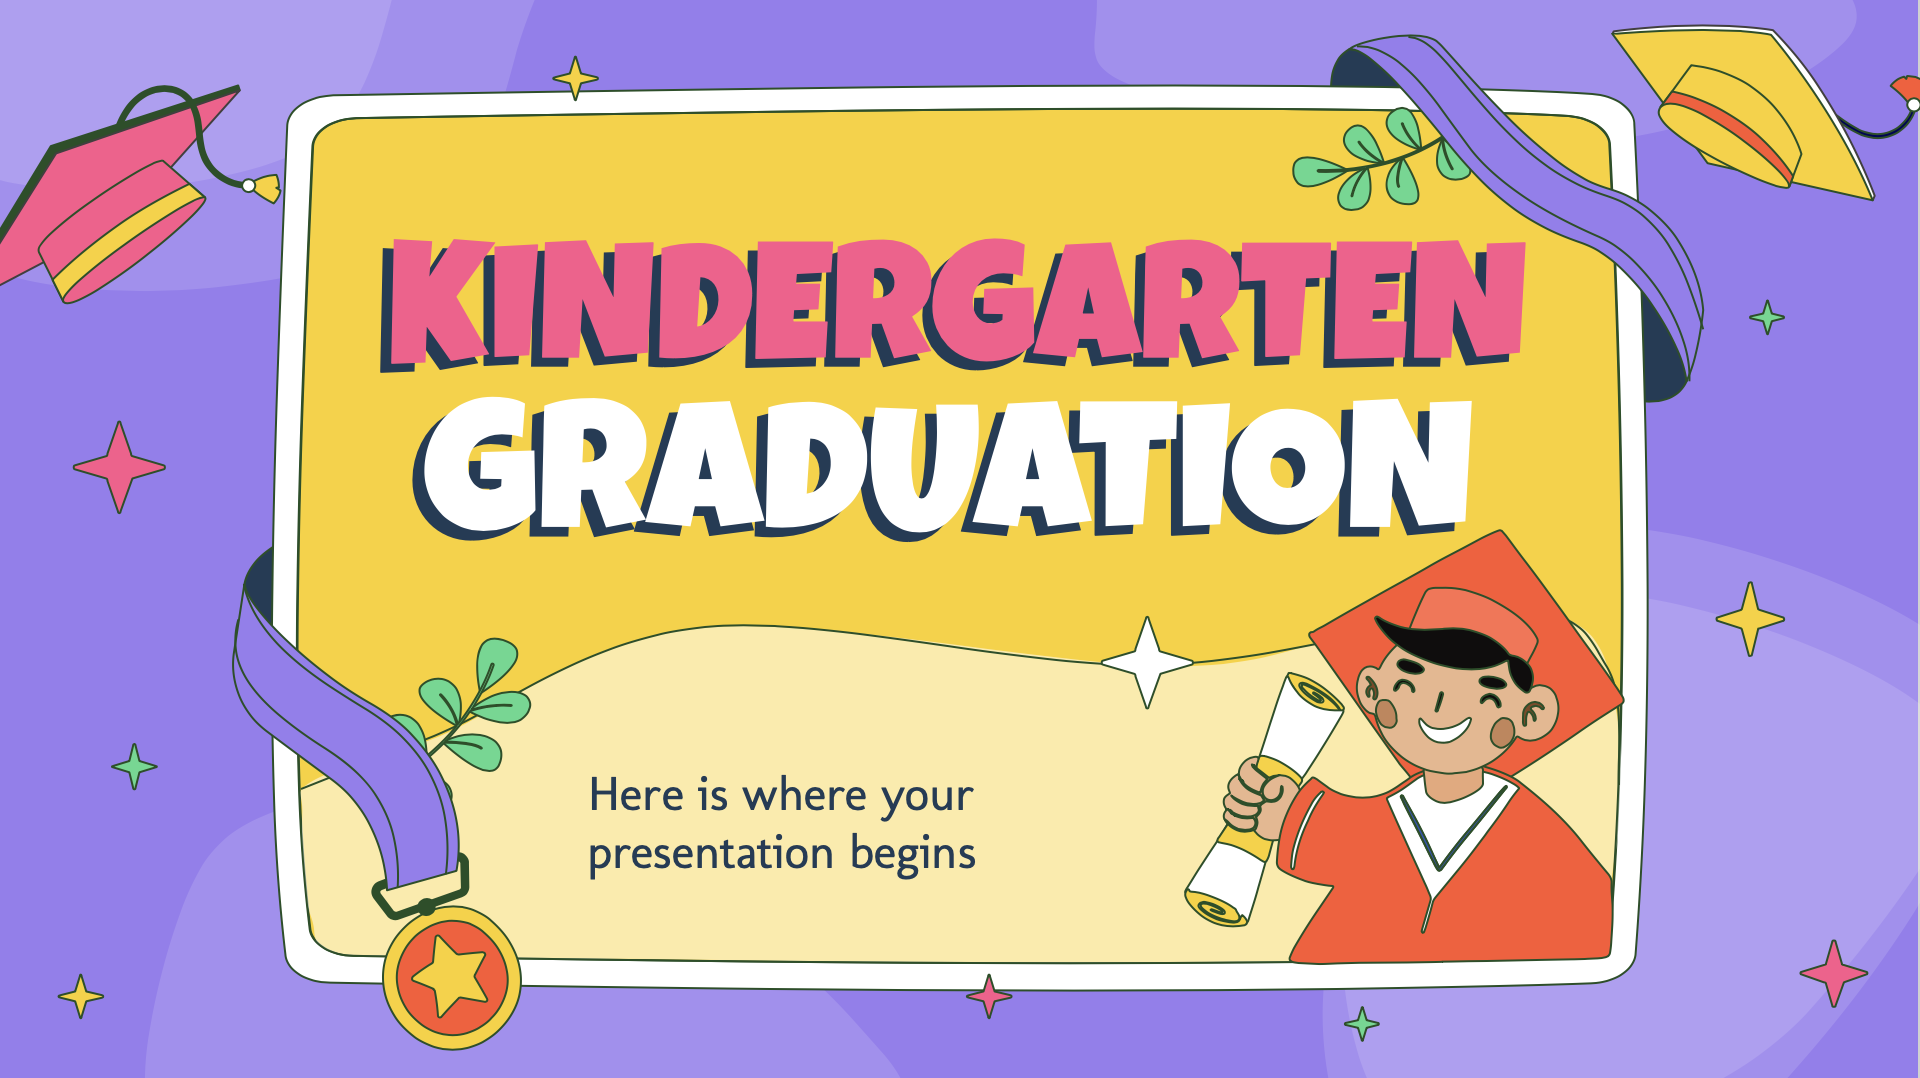 KINDERGARTEN
GRADUATION
Here is where your
presentation begins